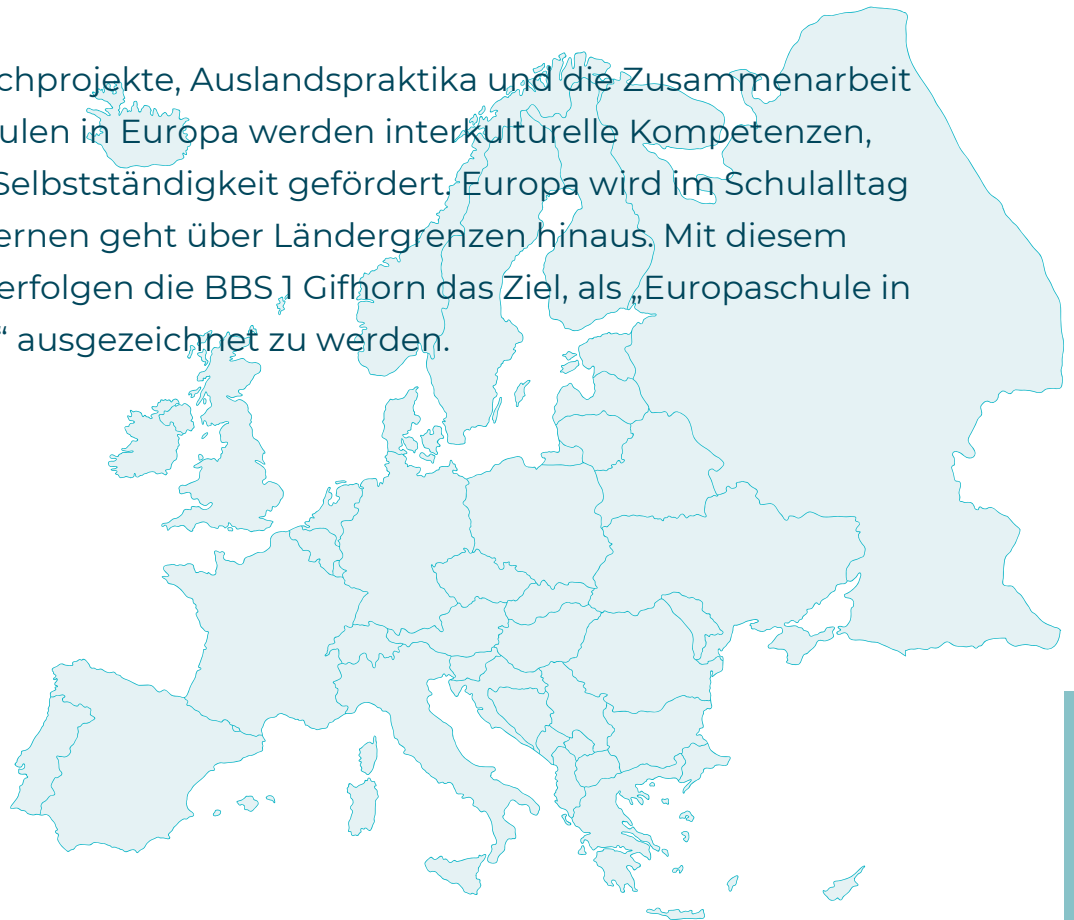 chprojekte, Auslandspraktika und die Zusammenarbeit
ulen in Europa werden interkulturelle Kompetenzen,
Selbstständigkeit gefördert. Europa wird im Schulalltag
ernen geht über Ländergrenzen hinaus. Mit diesem
erfolgen die BBS 1 Gifhorn das Ziel, als „Europaschule in
“ ausgezeichnet zu werden.